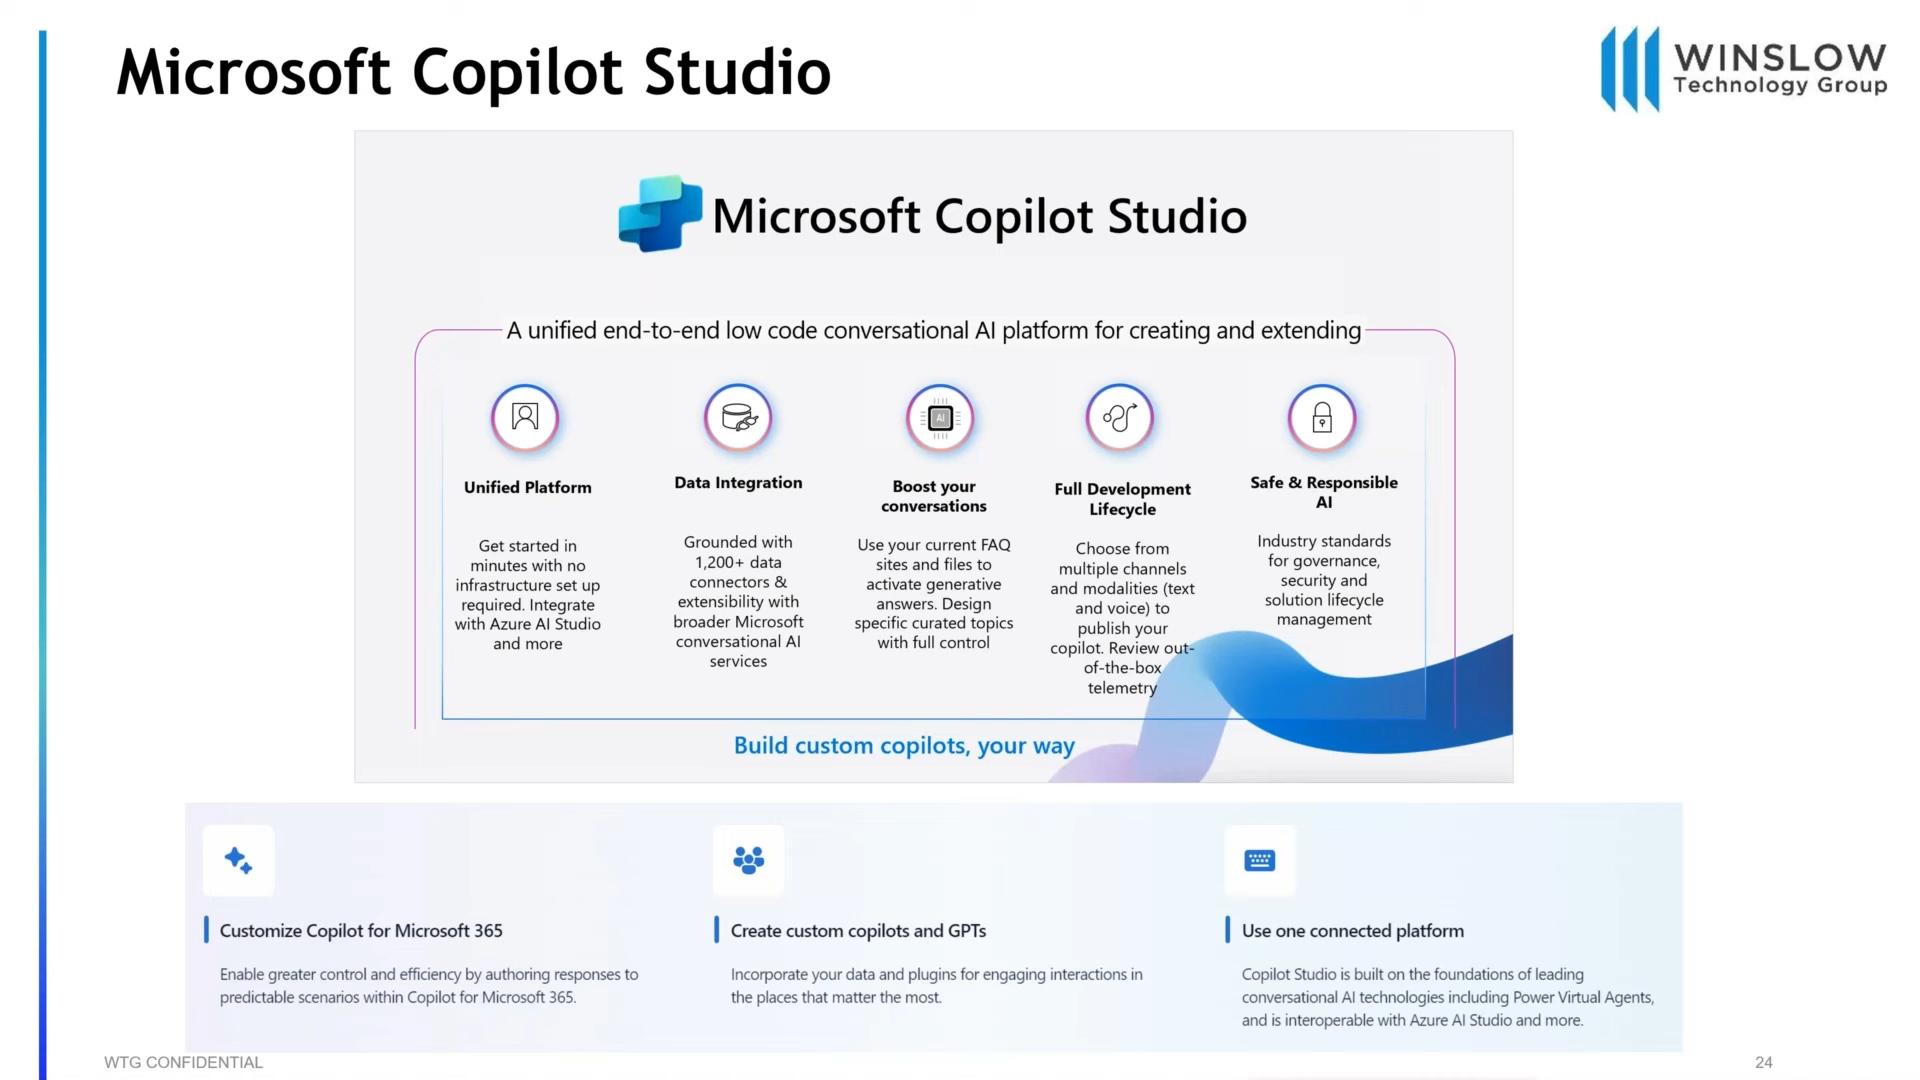 Microsoft Copilot Studio
WINSLOW
Technology Group
Microsoft Copilot Studio
A unified end-to-end low code conversational AI platform for creating and extending
Unified Platform
Get started in
minutes with no
infrastructure set up
required. Integrate
with Azure AI Studio
and more
Data Integration
Grounded with
1,200+ data
connectors &
extensibility with
broader Microsoft
conversational AI
services
AI
Boost your
conversations
Use your current FAQ
sites and files to
activate generative
answers. Design
specific curated topics
with full control
Full Development
Lifecycle
Choose from
multiple channels
and modalities (text
and voice) to
publish your
copilot. Review out-
of-the-box
telemetry
Safe & Responsible
AI
Industry standards
for governance,
security and
solution lifecycle
management
Build custom copilots, your way
Customize Copilot for Microsoft 365
Enable greater control and efficiency by authoring responses to
predictable scenarios within Copilot for Microsoft 365.
Create custom copilots and GPTs
Incorporate your data and plugins for engaging interactions in
the places that matter the most.
Use one connected platform
Copilot Studio is built on the foundations of leading
conversational AI technologies including Power Virtual Agents,
and is interoperable with Azure AI Studio and more.
WTG CONFIDENTIAL
24